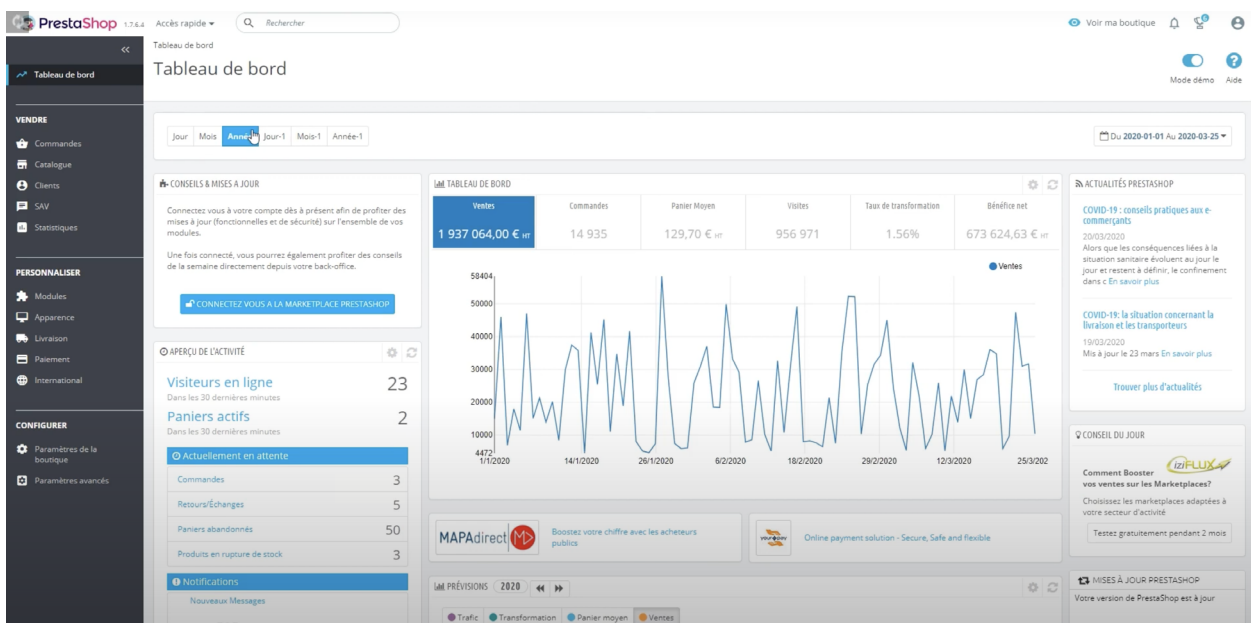 PrestaShop 1.7.6.4 Accès rapide Rechercher Voir ma boutique 6
Tableau de bord
Tableau de bord
Mode démo Aide
«
Tableau de bord
VENDRE
Commandes
Catalogue
Clients
SAV
Statistiques
PERSONNALISER
Modules
Apparence
Livraison
Paiement
International
CONFIGURER
Paramètres de la
boutique
Paramètres avancés
Jour Mois Année Jour-1 Mois-1 Année-1
Du 2020-01-01 Au 2020-03-25
CONSEILS & MISES A JOUR
Connectez vous à votre compte dès à présent afin de profiter des
mises à jour (fonctionnelles et de sécurité) sur l'ensemble de vos
modules.
Une fois connecté, vous pourrez également profiter des conseils
de la semaine directement depuis votre back-office.
CONNECTEZ VOUS A LA MARKETPLACE PRESTASHOP
APERÇU DE L'ACTIVITÉ
Visiteurs en ligne 23
Dans les 30 dernières minutes
Paniers actifs 2
Dans les 30 dernières minutes
Actuellement en attente
Commandes 3
Retours/Échanges 5
Paniers abandonnés 50
Produits en rupture de stock 3
Notifications
Nouveaux Messages
TABLEAU DE BORD
Ventes Commandes Panier Moyen Visites Taux de transformation Bénéfice net
1 937 064,00 € HT 14 935 129,70 € HT 956 971 1.56% 673 624,63 € HT
Ventes
58404
50000
40000
30000
20000
10000
4472
1/1/2020 14/1/2020 26/1/2020 6/2/2020 18/2/2020 29/2/2020 12/3/2020 25/3/202
MAPAdirect MD
Boostez votre chiffre avec les acheteurs
publics
Online payment solution - Secure, Safe and flexible
PRÉVISIONS 2020
Trafic Transformation Panier moyen Ventes
ACTUALITÉS PRESTASHOP
COVID-19 : conseils pratiques aux e-
commerçants
20/03/2020
Alors que les conséquences liées à la
situation sanitaire évoluent au jour le
jour et restent à définir, le confinement
dans c En savoir plus
COVID-19: la situation concernant la
livraison et les transporteurs
19/03/2020
Mis à jour le 23 mars En savoir plus
Trouver plus d'actualités
CONSEIL DU JOUR
iziFLUX
Comment Booster
vos ventes sur les Marketplaces?
Choisissez les marketplaces adaptées à
votre secteur d'activité
Testez gratuitement pendant 2 mois
MISES À JOUR PRESTASHOP
Votre version de PrestaShop est à jour